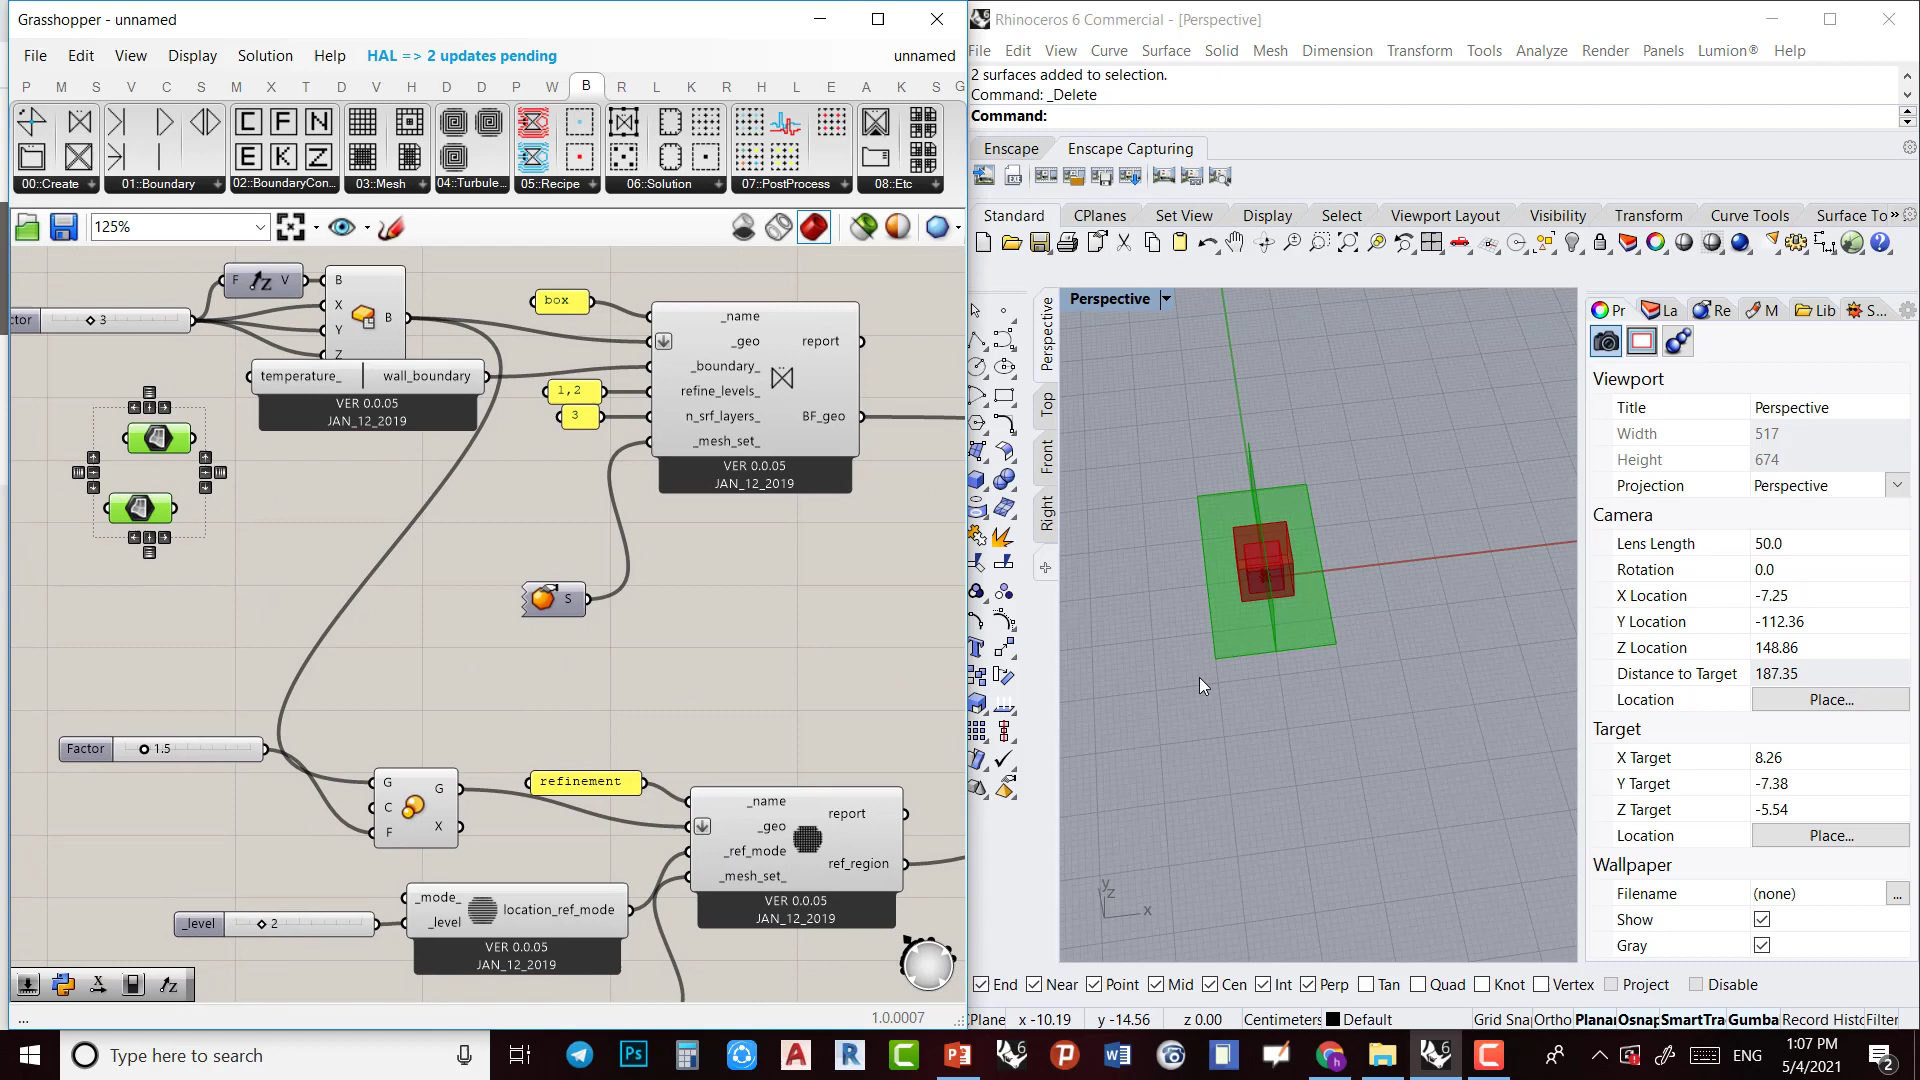 Grasshopper - unnamed
File Edit View Display Solution Help HAL => 2 updates pending unnamed
P M S V C S M X T D V H D D P W B R L K R H L E A K S G
00::Create 01::Boundary 02::BoundaryCon... 03::Mesh 04::Turbule... 05::Recipe 06::Solution 07::PostProcess 08::Etc
C F N
E K Z
125%
F V
B
X
Y
Z
B
ctor 3
temperature_ wall_boundary
VER 0.0.05
JAN_12_2019
box
1,2
3
_name
_geo
_boundary_
refine_levels_
n_srf_layers_
_mesh_set_
report
BF_geo
VER 0.0.05
JAN_12_2019
S
Factor 1.5
G
C
F
G
X
refinement
_name
_geo
_ref_mode
_mesh_set_
report
ref_region
VER 0.0.05
JAN_12_2019
_level 2
_mode_
_level
location_ref_mode
VER 0.0.05
JAN_12_2019
...
1.0.0007
Rhinoceros 6 Commercial - [Perspective]
File Edit View Curve Surface Solid Mesh Dimension Transform Tools Analyze Render Panels Lumion® Help
2 surfaces added to selection.
Command: _Delete
Command:
Enscape Enscape Capturing
Standard CPlanes Set View Display Select Viewport Layout Visibility Transform Curve Tools Surface To »
Perspective
Perspective
Top
Front
Right
y
z
x
Pr La Re M Lib S...
Viewport
Title Perspective
Width 517
Height 674
Projection Perspective
Camera
Lens Length 50.0
Rotation 0.0
X Location -7.25
Y Location -112.36
Z Location 148.86
Distance to Target 187.35
Location Place...
Target
X Target 8.26
Y Target -7.38
Z Target -5.54
Location Place...
Wallpaper
Filename (none) ...
Show
Gray
End Near Point Mid Cen Int Perp Tan Quad Knot Vertex Project Disable
CPlane x -10.19 y -14.56 z 0.00 Centimeters Default Grid Sna Ortho Planar Osnap SmartTra Gumba Record Histo Filter
Type here to search
ENG
1:07 PM
5/4/2021
2